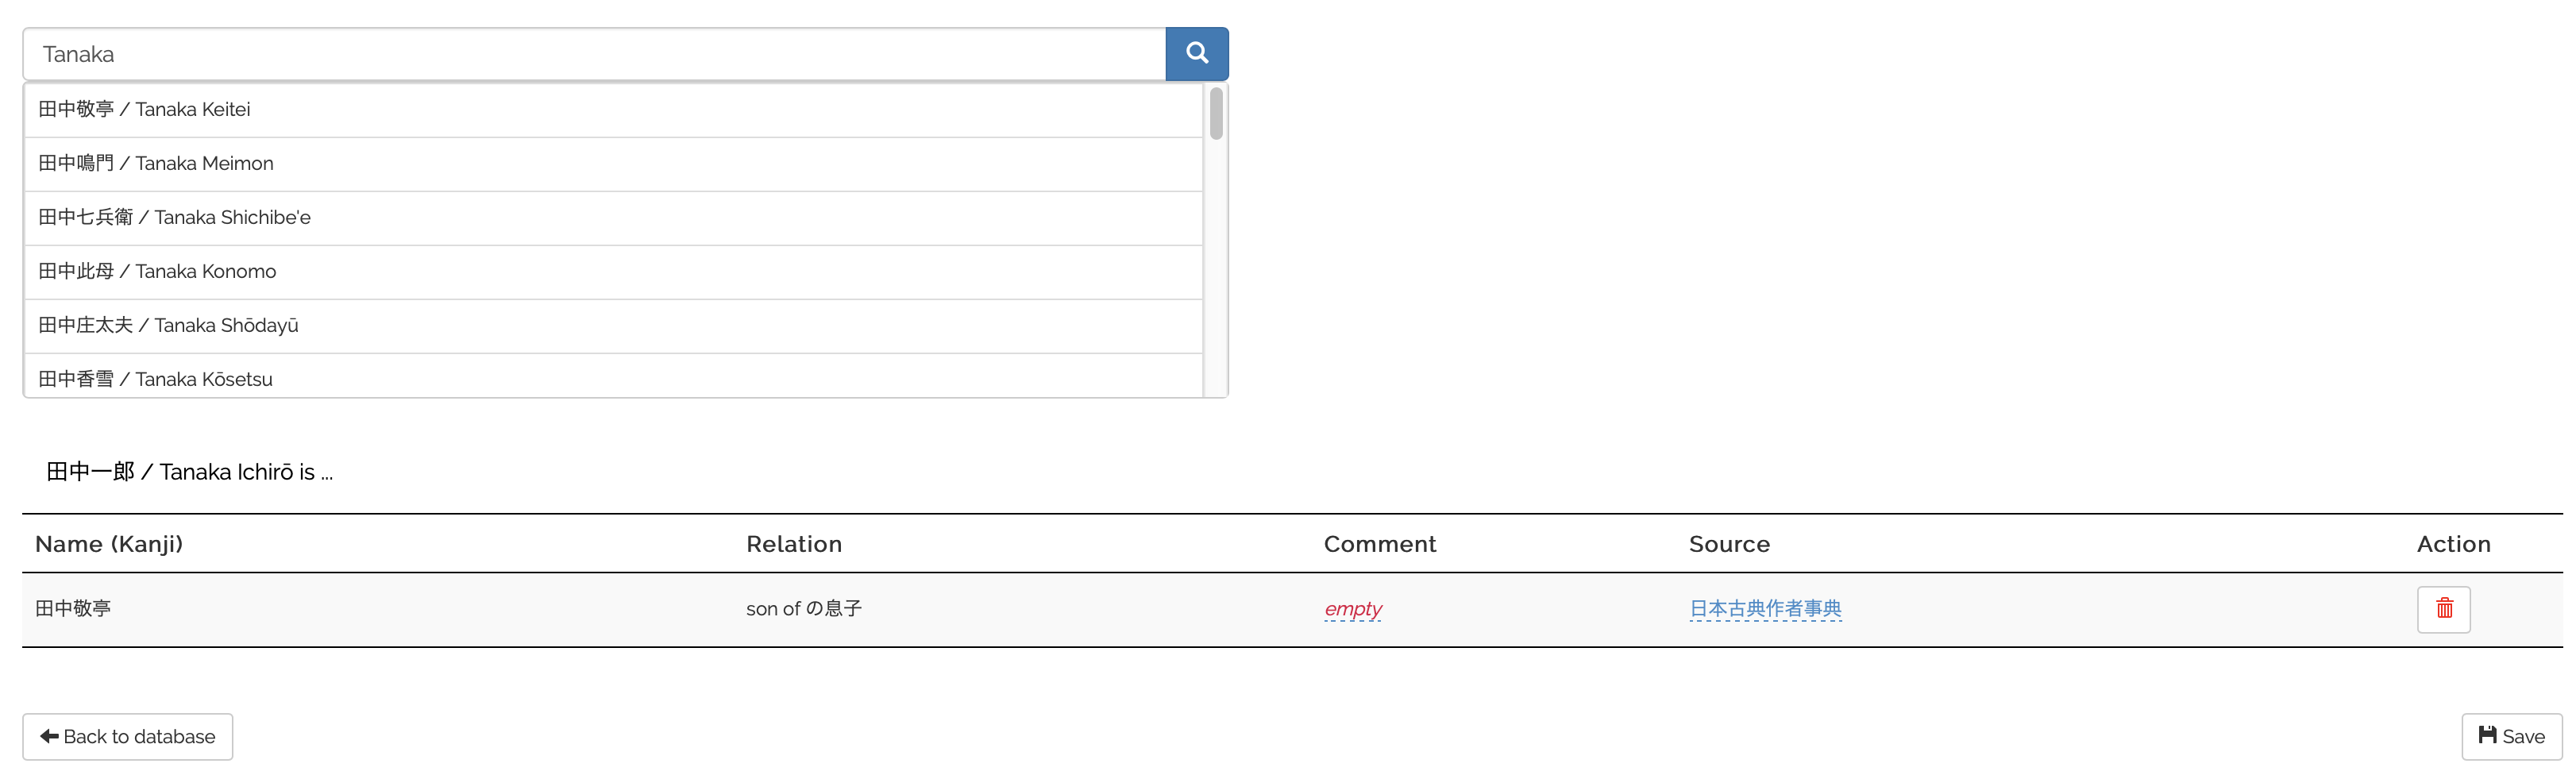 Tanaka
田中敬亭 / Tanaka Keitei
田中鳴門 / Tanaka Meimon
田中七兵衛 / Tanaka Shichibe'e
田中此母 / Tanaka Konomo
田中庄太夫 / Tanaka Shōdayū
田中香雪 / Tanaka Kōsetsu
田中一郎 / Tanaka Ichirō is ...
Name (Kanji) Relation Comment Source Action
田中敬亭 son of の息子 empty 日本古典作者事典
Back to database Save